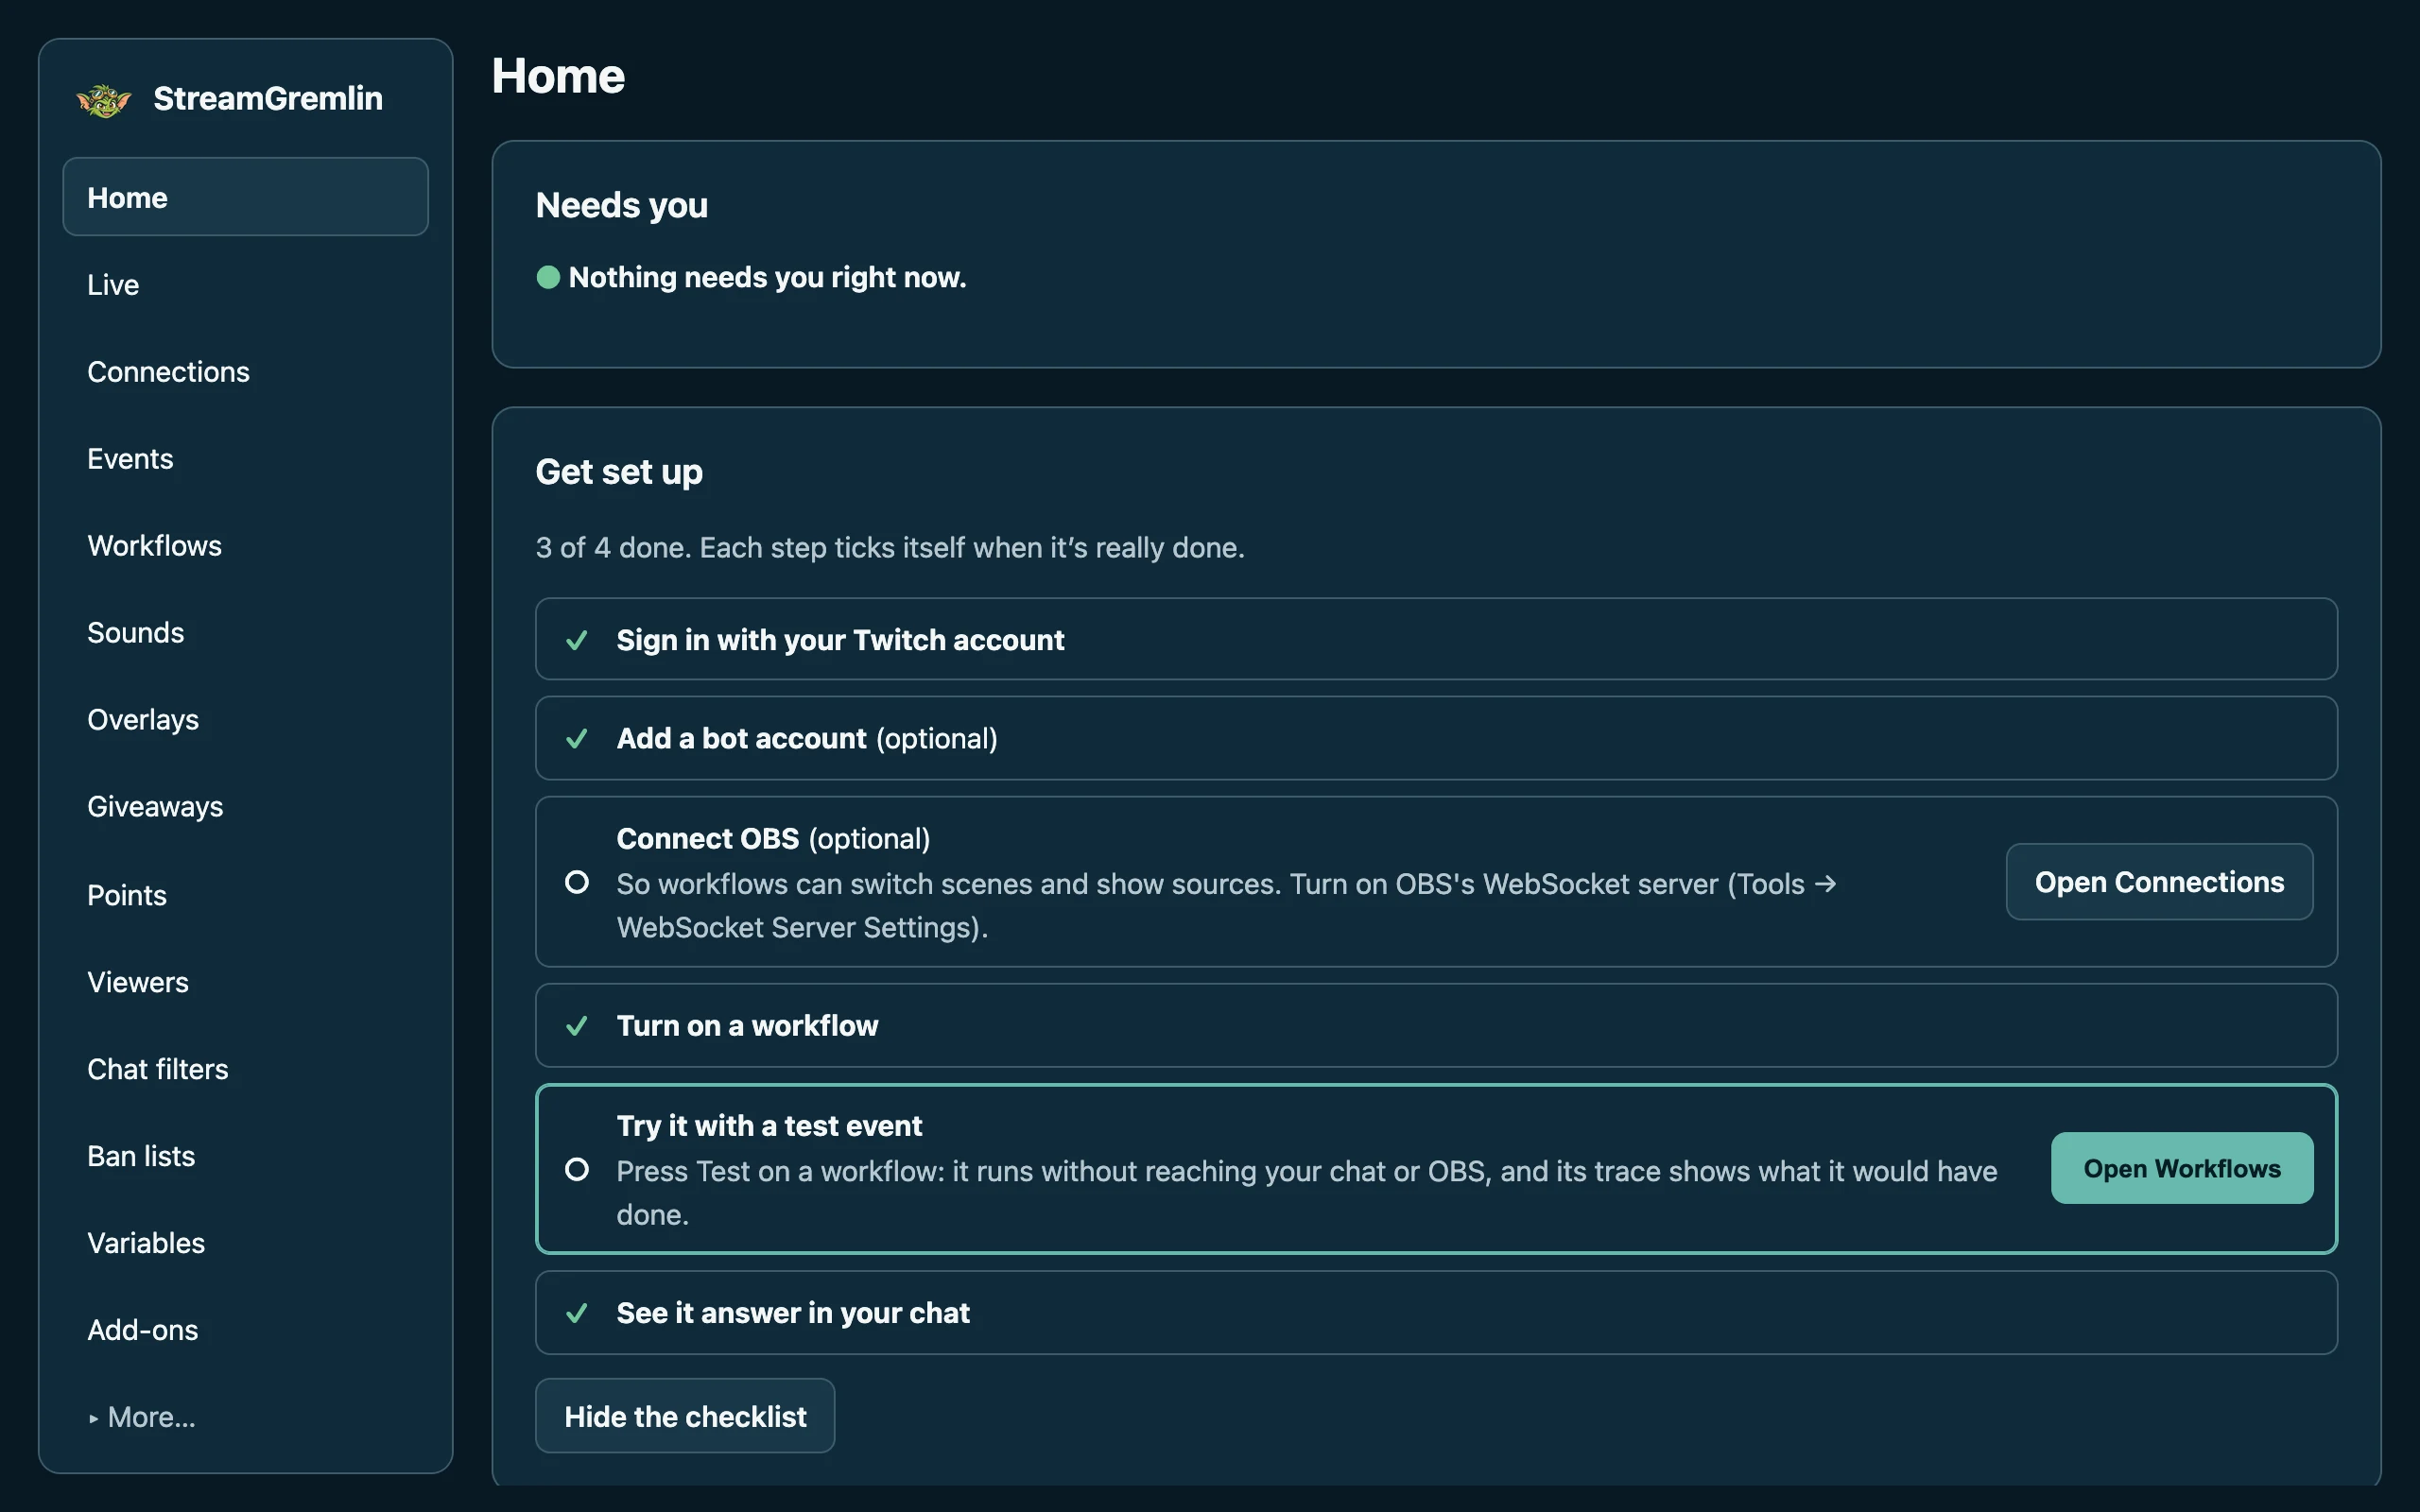 StreamGremlin
Home
Live
Connections
Events
Workflows
Sounds
Overlays
Giveaways
Points
Viewers
Chat filters
Ban lists
Variables
Add-ons
▸ More...
Home
Needs you
Nothing needs you right now.
Get set up
3 of 4 done. Each step ticks itself when it’s really done.
Sign in with your Twitch account
Add a bot account (optional)
Connect OBS (optional)
So workflows can switch scenes and show sources. Turn on OBS's WebSocket server (Tools →
WebSocket Server Settings).
Open Connections
Turn on a workflow
Try it with a test event
Press Test on a workflow: it runs without reaching your chat or OBS, and its trace shows what it would have
done.
Open Workflows
See it answer in your chat
Hide the checklist